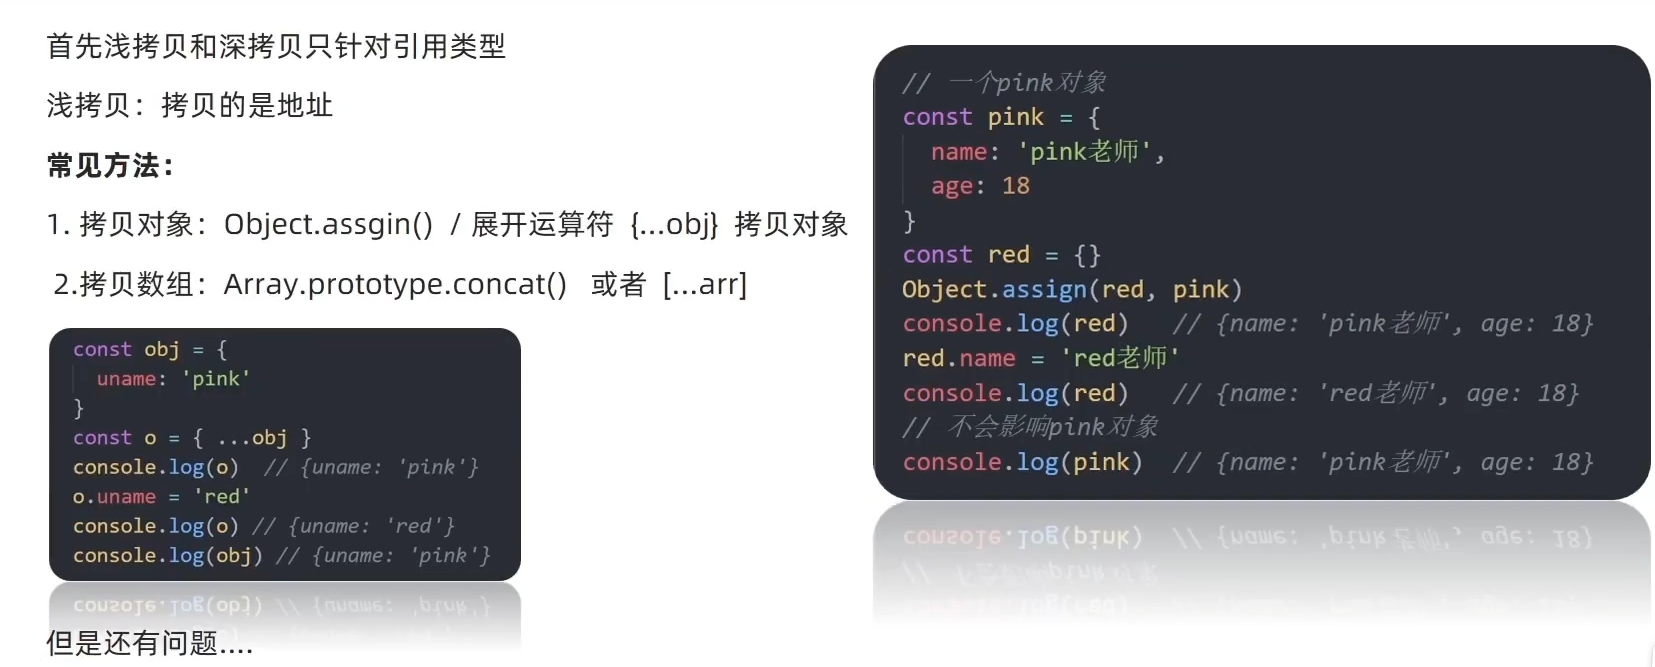 首先浅拷贝和深拷贝只针对引用类型
浅拷贝：拷贝的是地址
常见方法：
1. 拷贝对象：Object.assgin() / 展开运算符 {...obj} 拷贝对象
2.拷贝数组：Array.prototype.concat() 或者 [...arr]
const obj = {
  uname: 'pink'
}
const o = { ...obj }
console.log(o)  // {uname: 'pink'}
o.uname = 'red'
console.log(o) // {uname: 'red'}
console.log(obj) // {uname: 'pink'}
但是还有问题....
// 一个pink对象
const pink = {
  name: 'pink老师',
  age: 18
}
const red = {}
Object.assign(red, pink)
console.log(red)   // {name: 'pink老师', age: 18}
red.name = 'red老师'
console.log(red)   // {name: 'red老师', age: 18}
// 不会影响pink对象
console.log(pink)  // {name: 'pink老师', age: 18}